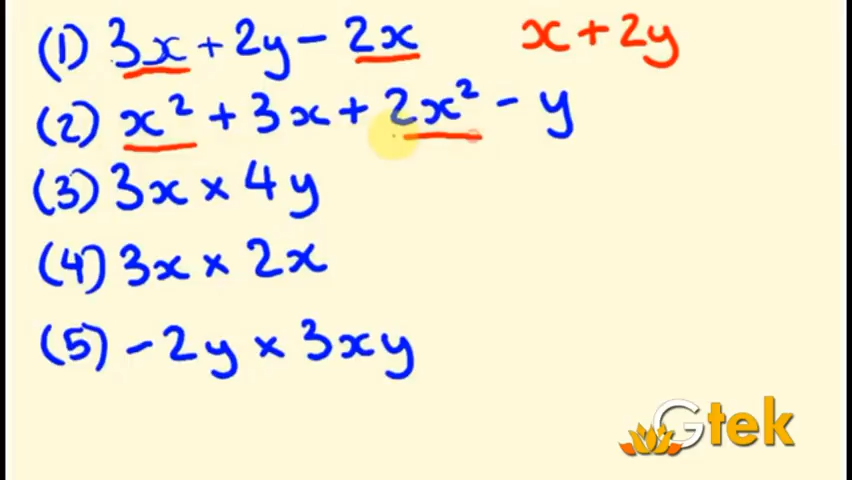 (1) 3x + 2y - 2x x + 2y
(2) x² + 3x + 2x² - y
(3) 3x × 4y
(4) 3x × 2x
(5) - 2y × 3xy
Gtek